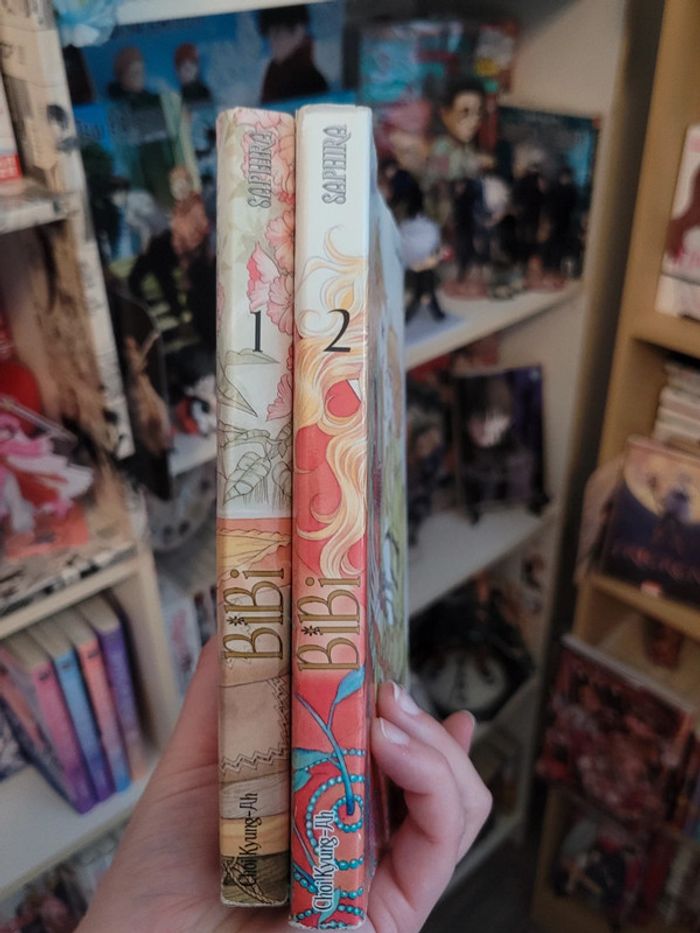 SAPHIRA
1
BiBi
Choi Kyung-Ah
SAPHIRA
2
BiBi
Choi Kyung-Ah